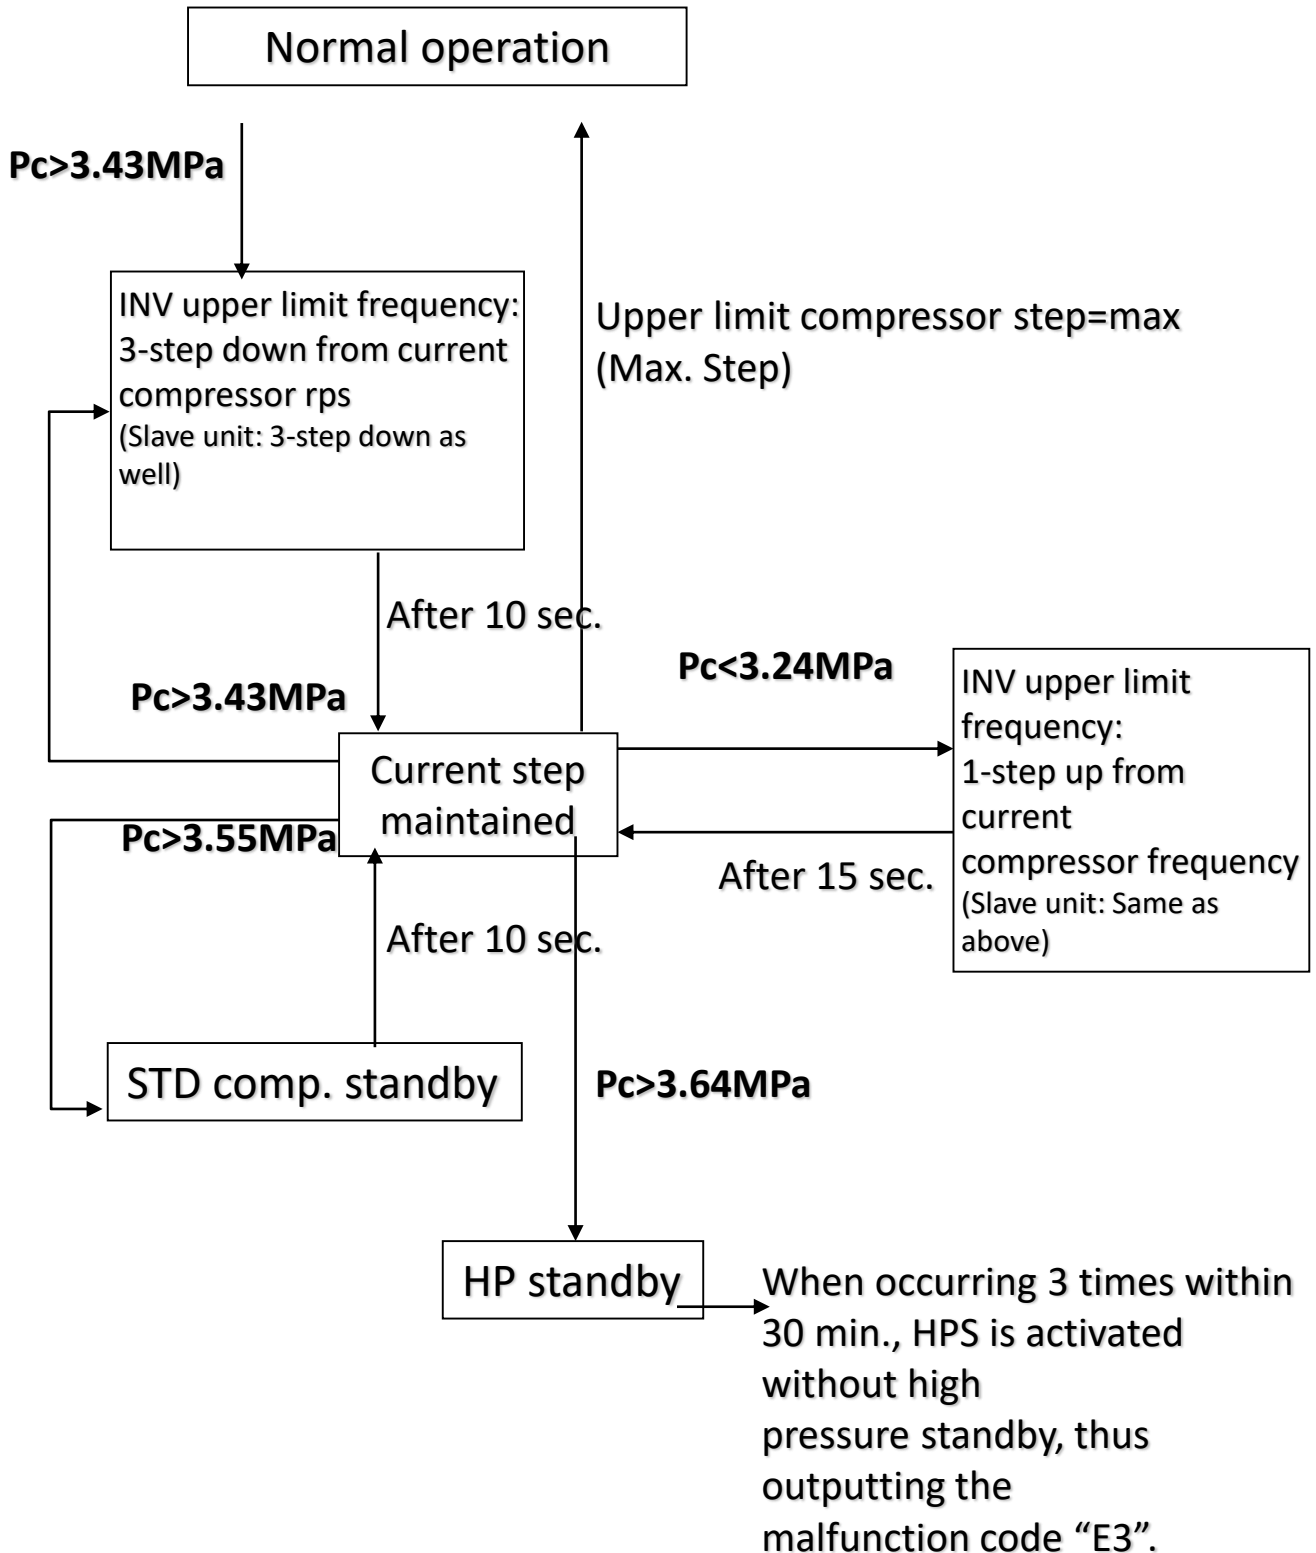 Normal operation
Pc>3.43MPa
INV upper limit frequency:
3-step down from current
compressor rps
(Slave unit: 3-step down as
well)
Upper limit compressor step=max
(Max. Step)
After 10 sec.
Pc>3.43MPa
Pc<3.24MPa
INV upper limit
frequency:
1-step up from
current
compressor frequency
(Slave unit: Same as
above)
Current step
maintained
Pc>3.55MPa
After 15 sec.
After 10 sec.
STD comp. standby
Pc>3.64MPa
HP standby
When occurring 3 times within
30 min., HPS is activated
without high
pressure standby, thus
outputting the
malfunction code “E3”.